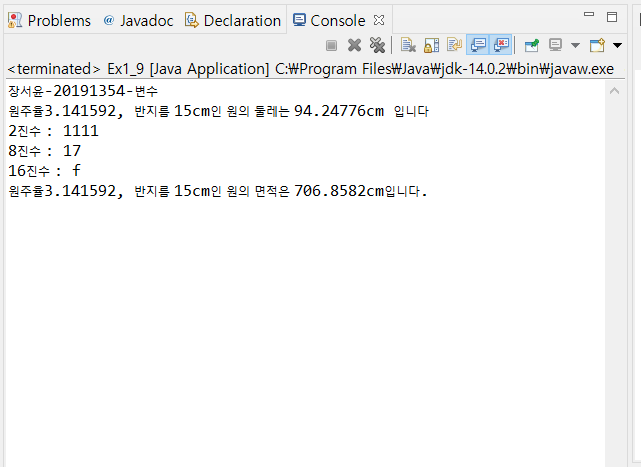 Problems @ Javadoc Declaration Console
<terminated> Ex1_9 [Java Application] C:₩Program Files₩Java₩jdk-14.0.2₩bin₩javaw.exe
장서윤-20191354-변수
원주율3.141592, 반지름 15cm인 원의 둘레는 94.24776cm 입니다
2진수 : 1111
8진수 : 17
16진수 : f
원주율3.141592, 반지름 15cm인 원의 면적은 706.8582cm입니다.